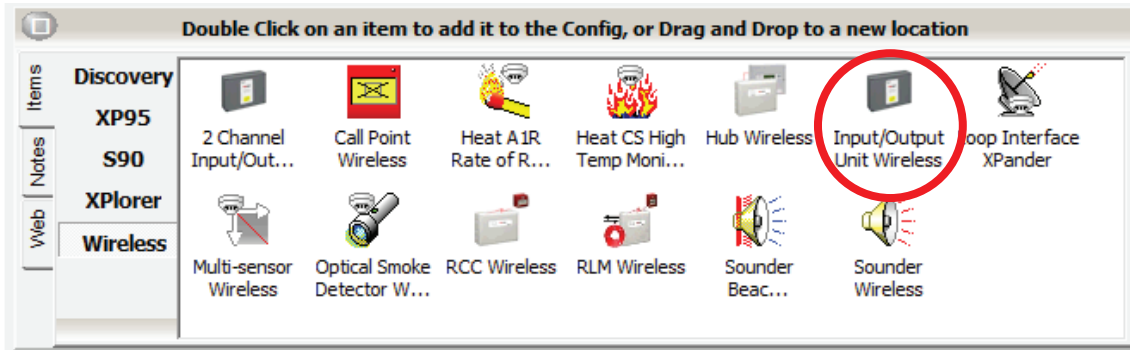 Double Click on an item to add it to the Config, or Drag and Drop to a new location
Items
Notes
Web
Discovery
XP95
S90
XPlorer
Wireless
2 Channel
Input/Out...
Call Point
Wireless
Heat A1R
Rate of R...
Heat CS High
Temp Moni...
Hub Wireless
Input/Output
Unit Wireless
oop Interface
XPander
Multi-sensor
Wireless
Optical Smoke
Detector W...
RCC Wireless
RLM Wireless
Sounder
Beac...
Sounder
Wireless